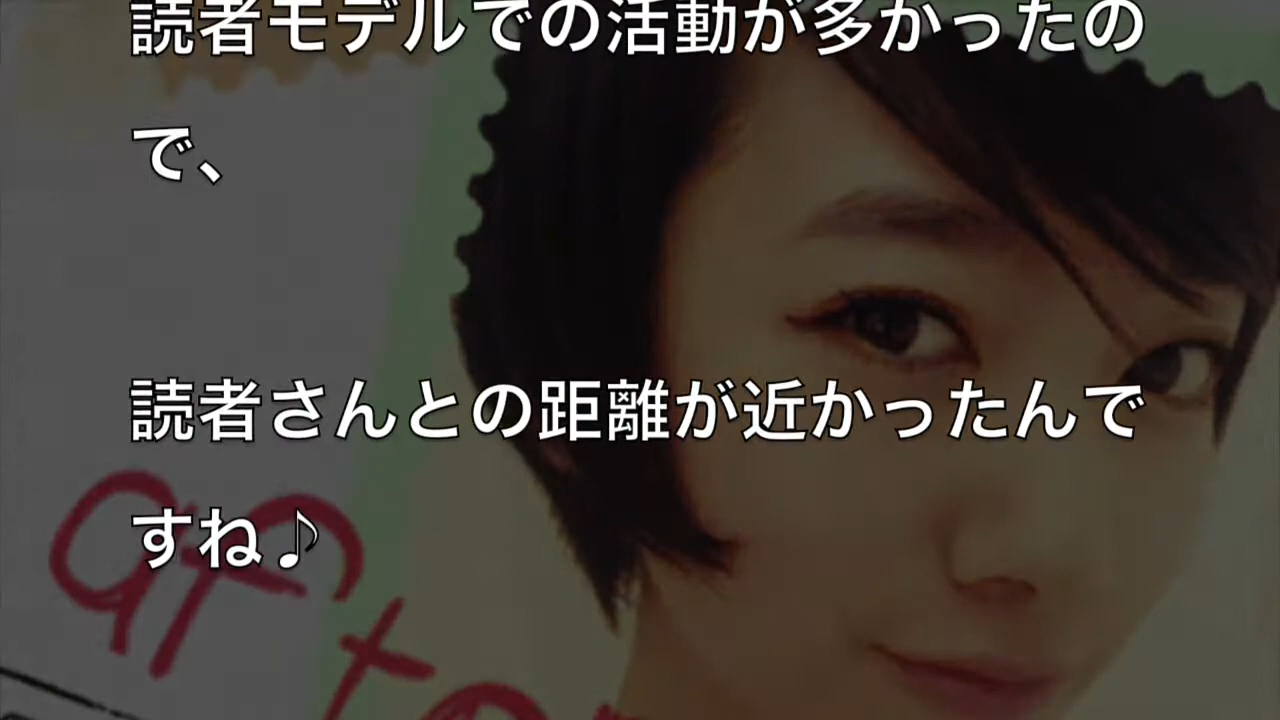 読者モデルでの活動が多かったの
で、
読者さんとの距離が近かったんで
すね♪
afte